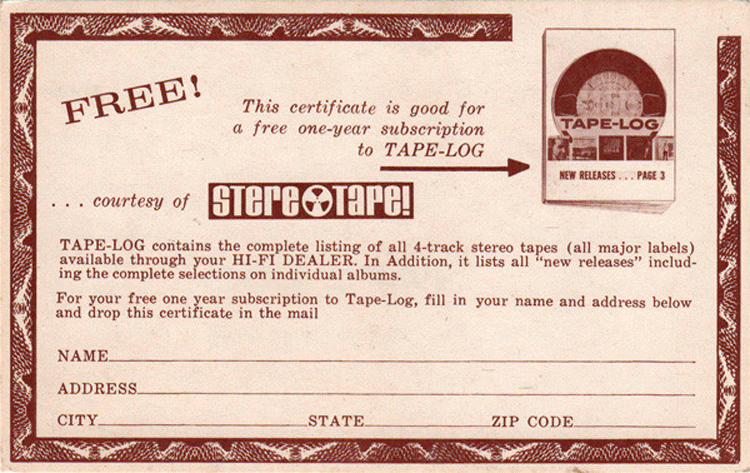 FREE!
This certificate is good for
a free one-year subscription
to TAPE-LOG
TAPE-LOG
NEW RELEASES . . . PAGE 3
. . . courtesy of STEREOTAPE!
TAPE-LOG contains the complete listing of all 4-track stereo tapes (all major labels)
available through your HI-FI DEALER. In Addition, it lists all "new releases" includ-
ing the complete selections on individual albums.
For your free one year subscription to Tape-Log, fill in your name and address below
and drop this certificate in the mail
NAME
ADDRESS
CITY STATE ZIP CODE